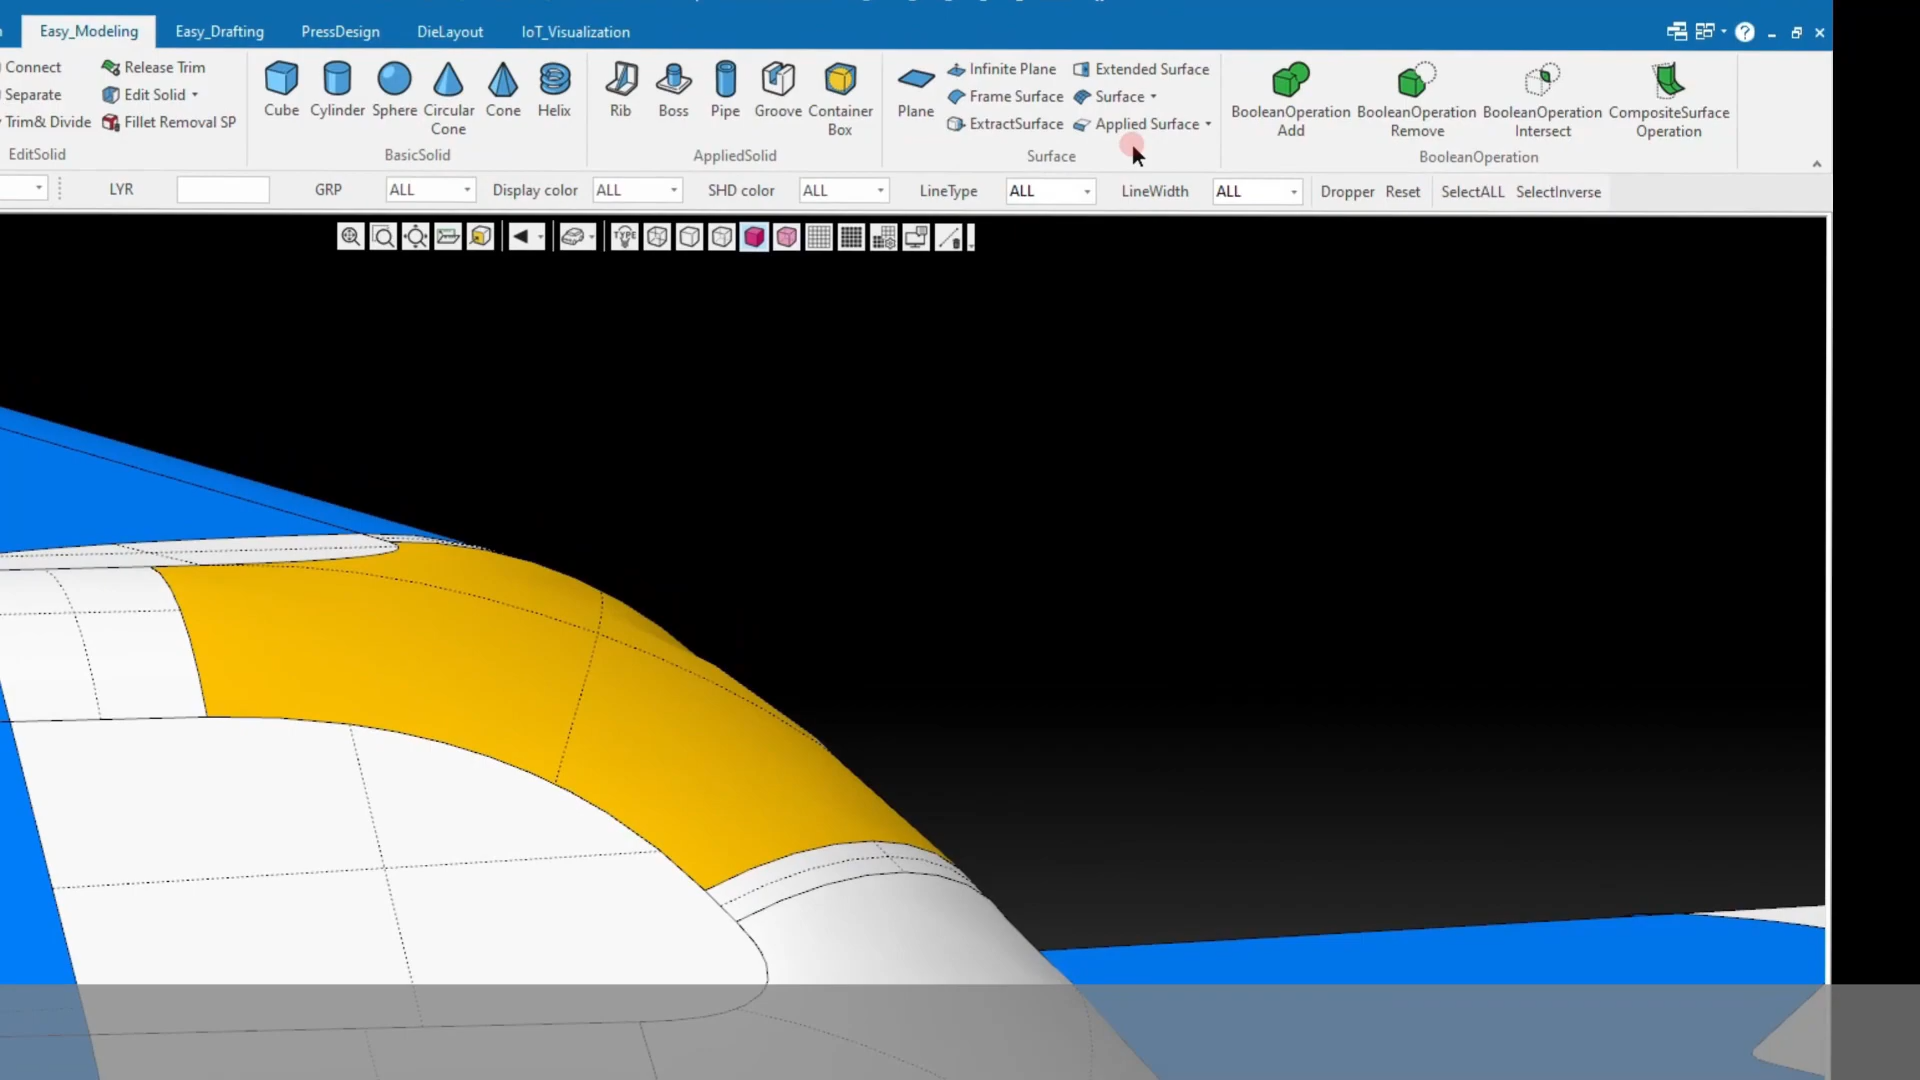 Easy_Modeling Easy_Drafting PressDesign DieLayout IoT_Visualization
Connect Release Trim
Separate Edit Solid
Trim& Divide Fillet Removal SP
EditSolid
Cube Cylinder Sphere Circular Cone Cone Helix
BasicSolid
Rib Boss Pipe Groove Container Box
AppliedSolid
Plane Infinite Plane Extended Surface
Frame Surface Surface
ExtractSurface Applied Surface
Surface
BooleanOperation Add BooleanOperation Remove BooleanOperation Intersect CompositeSurface Operation
BooleanOperation
LYR GRP ALL Display color ALL SHD color ALL LineType ALL LineWidth ALL Dropper Reset SelectALL SelectInverse
TYPE